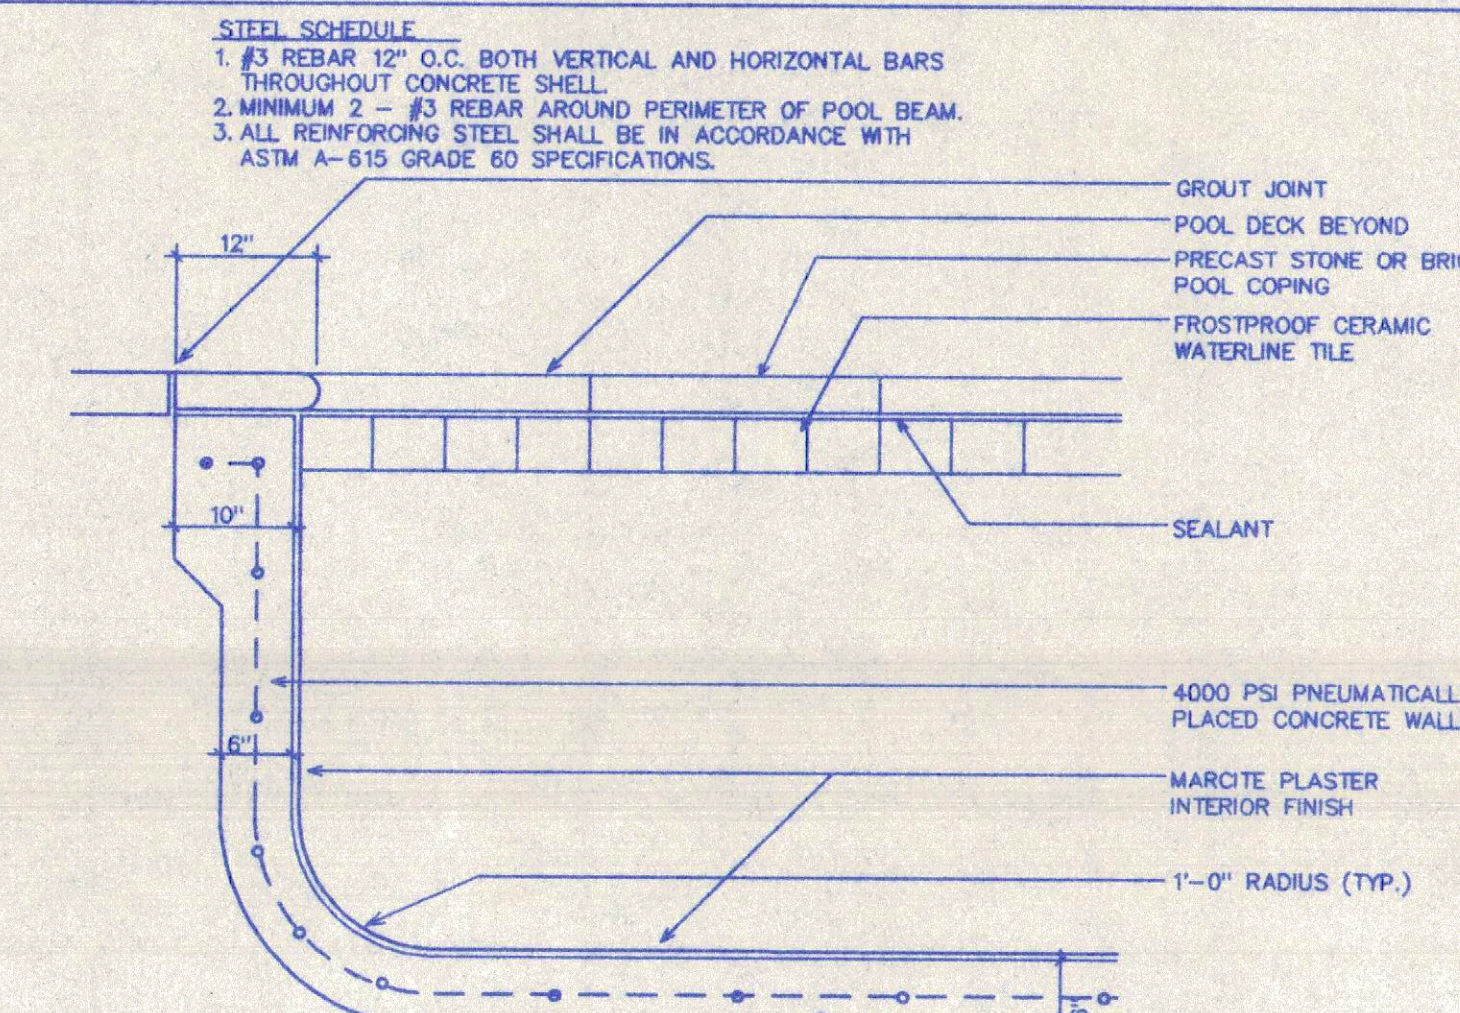 STEEL SCHEDULE
1. #3 REBAR 12" O.C. BOTH VERTICAL AND HORIZONTAL BARS
THROUGHOUT CONCRETE SHELL.
2. MINIMUM 2 – #3 REBAR AROUND PERIMETER OF POOL BEAM.
3. ALL REINFORCING STEEL SHALL BE IN ACCORDANCE WITH
ASTM A-615 GRADE 60 SPECIFICATIONS.
GROUT JOINT
POOL DECK BEYOND
12"
PRECAST STONE OR BRI
POOL COPING
FROSTPROOF CERAMIC
WATERLINE TILE
10"
SEALANT
4000 PSI PNEUMATICALL
PLACED CONCRETE WALL
6"
MARCITE PLASTER
INTERIOR FINISH
1'-0" RADIUS (TYP.)